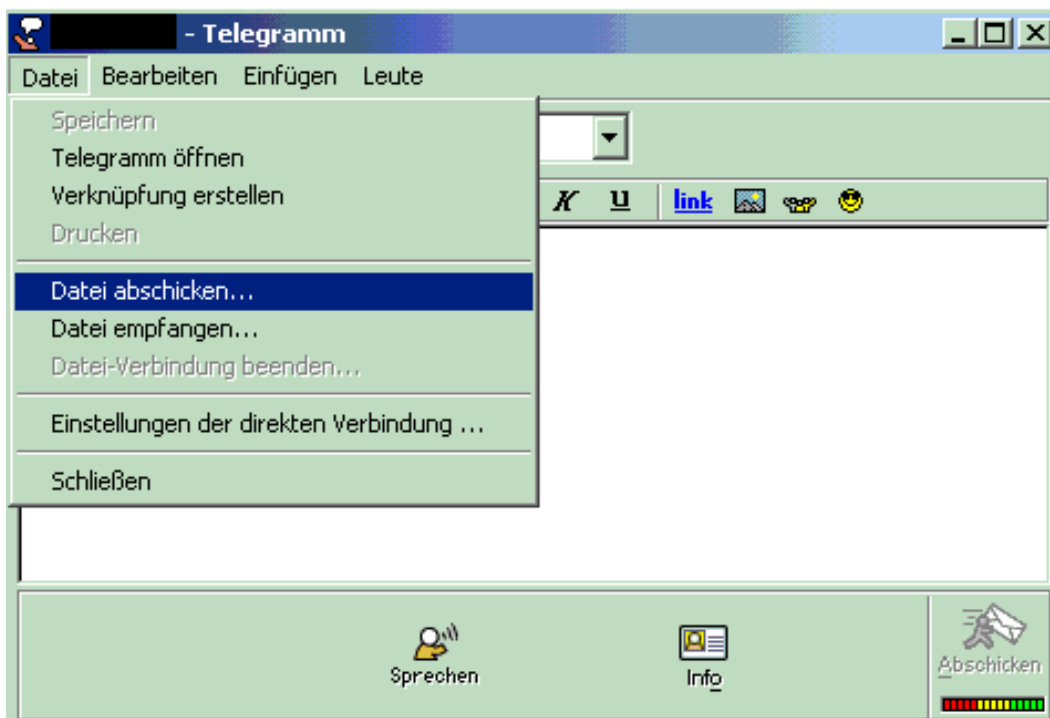 - Telegramm
Datei Bearbeiten Einfügen Leute
Speichern
Telegramm öffnen
Verknüpfung erstellen
Drucken
K u link
Datei abschicken...
Datei empfangen...
Datei-Verbindung beenden...
Einstellungen der direkten Verbindung ...
Schließen
Sprechen
Info
Abschicken